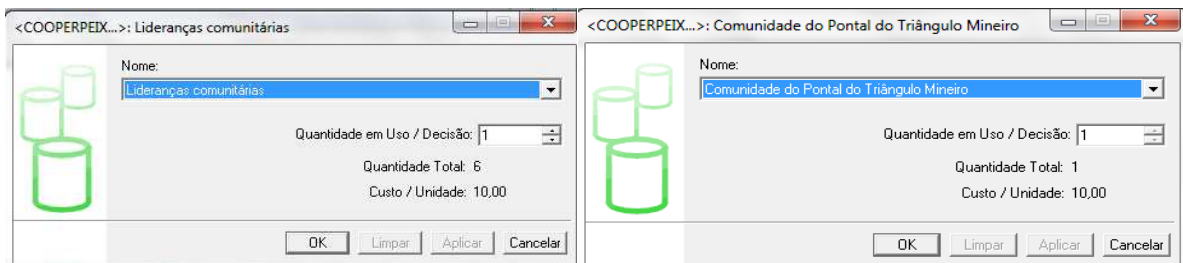 <COOPERPEIX...>: Lideranças comunitárias
Nome:
Lideranças comunitárias
Quantidade em Uso / Decisão: 1
Quantidade Total: 6
Custo / Unidade: 10,00
OK Limpar Aplicar Cancelar
<COOPERPEIX...>: Comunidade do Pontal do Triângulo Mineiro
Nome:
Comunidade do Pontal do Triângulo Mineiro
Quantidade em Uso / Decisão: 1
Quantidade Total: 1
Custo / Unidade: 10,00
OK Limpar Aplicar Cancelar